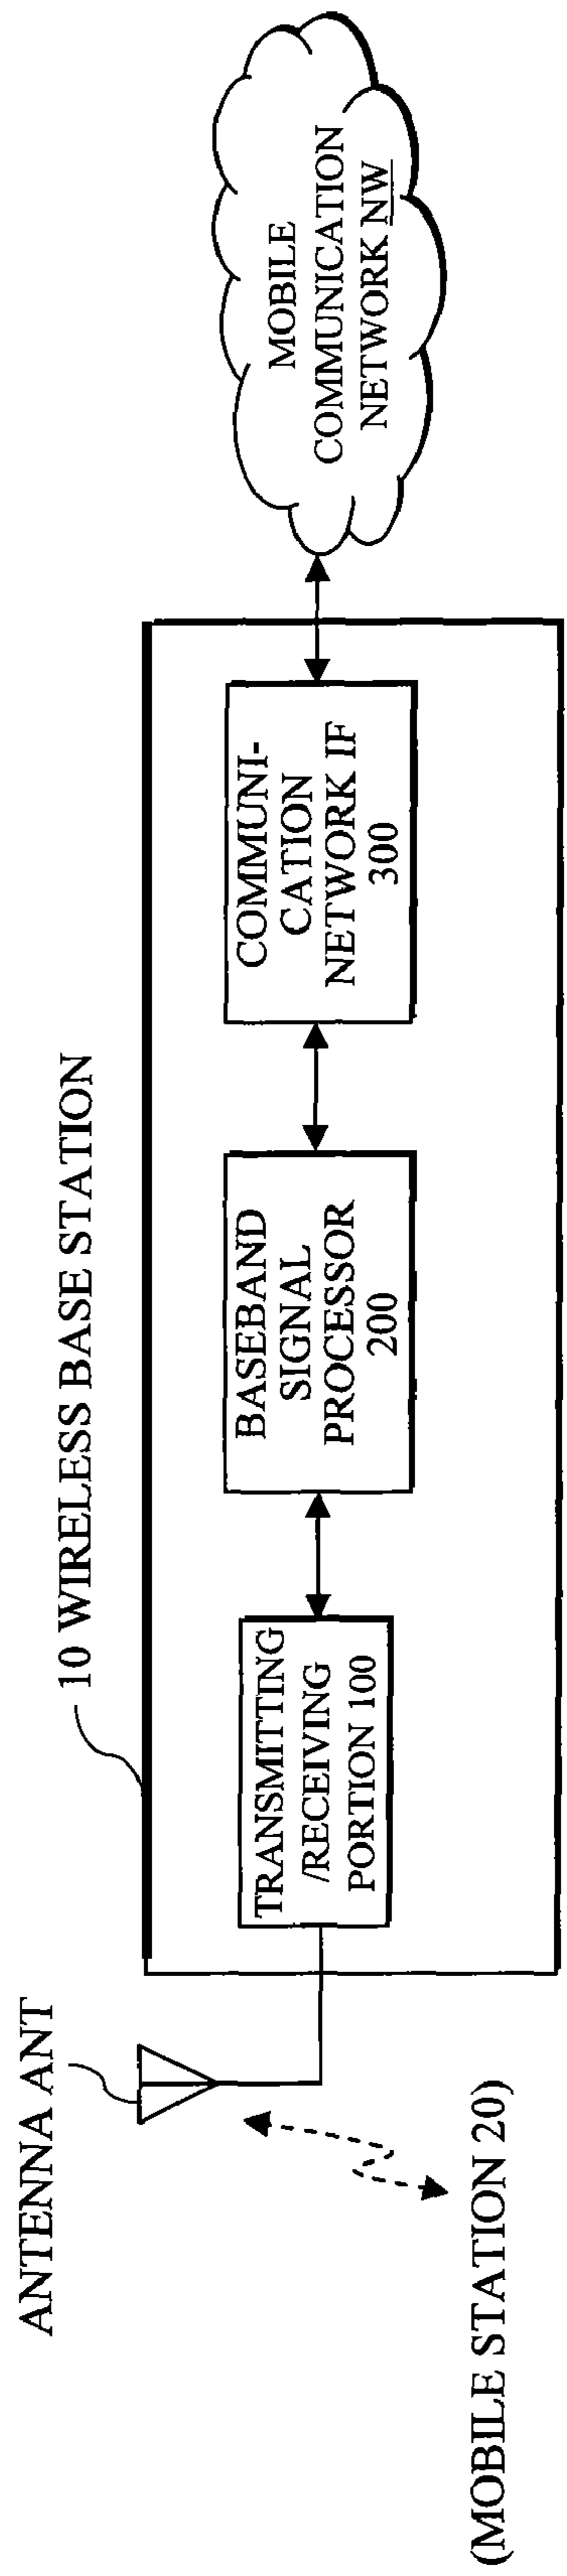 ANTENNA ANT
10 WIRELESS BASE STATION
TRANSMITTING
/RECEIVING
PORTION 100
BASEBAND
SIGNAL
PROCESSOR
200
COMMUNI-
CATION
NETWORK IF
300
MOBILE
COMMUNICATION
NETWORK NW
(MOBILE STATION 20)